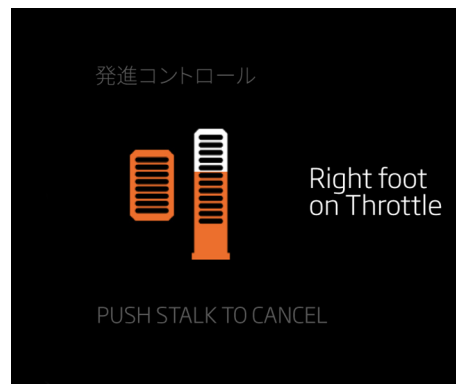 発進コントロール
Right foot
on Throttle
PUSH STALK TO CANCEL